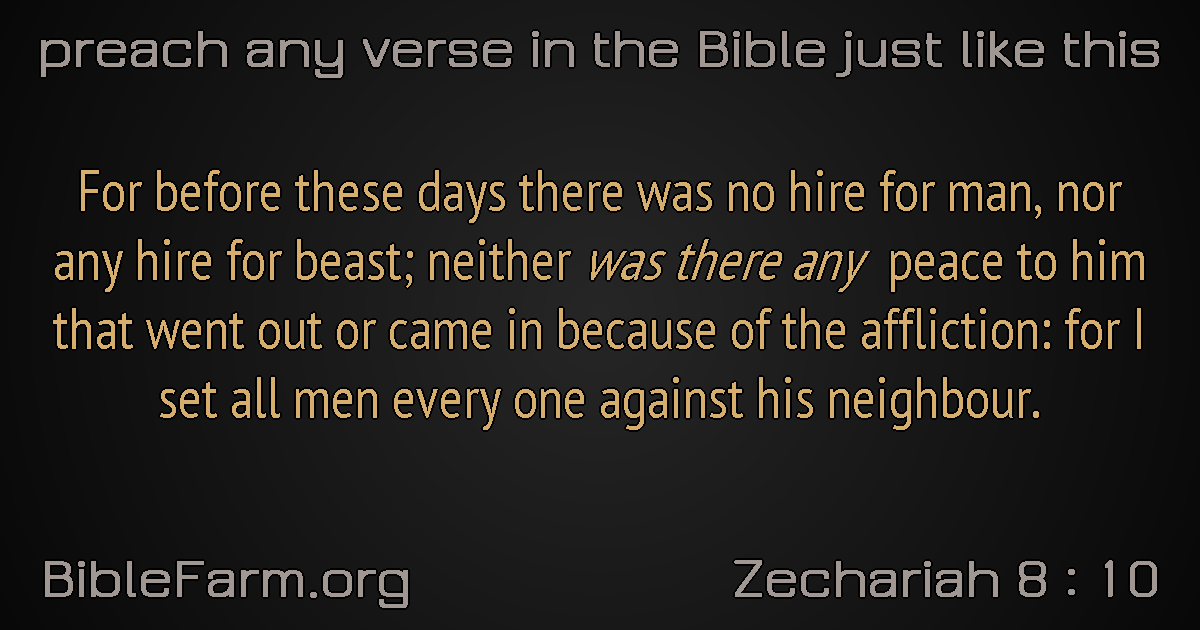 preach any verse in the Bible just like this
For before these days there was no hire for man, nor
any hire for beast; neither was there any peace to him
that went out or came in because of the affliction: for I
set all men every one against his neighbour.
BibleFarm.org
Zechariah 8 : 10